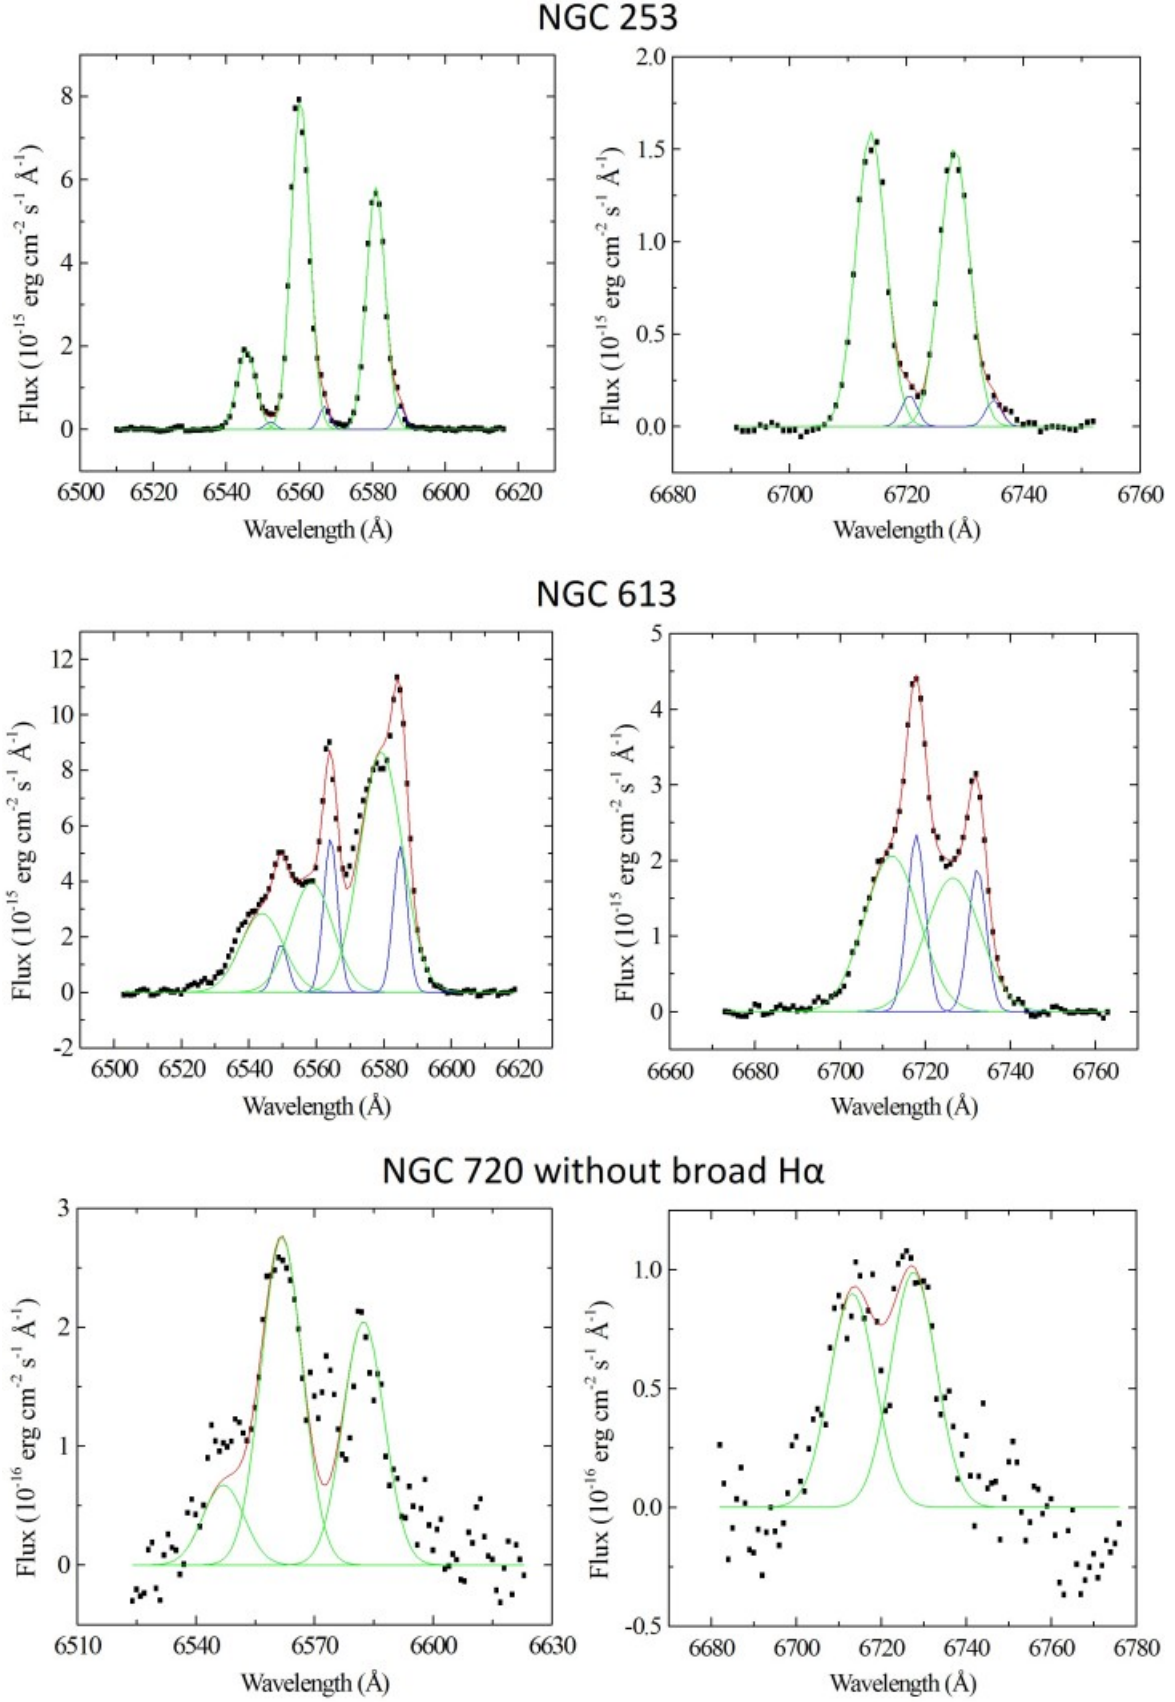 NGC 253
8
6
4
2
0
6500 6520 6540 6560 6580 6600 6620
Wavelength (Å)
Flux (10⁻¹⁵ erg cm⁻² s⁻¹ Å⁻¹)
2.0
1.5
1.0
0.5
0.0
6680 6700 6720 6740 6760
Wavelength (Å)
Flux (10⁻¹⁵ erg cm⁻² s⁻¹ Å⁻¹)
NGC 613
12
10
8
6
4
2
0
-2
6500 6520 6540 6560 6580 6600 6620
Wavelength (Å)
Flux (10⁻¹⁵ erg cm⁻² s⁻¹ Å⁻¹)
5
4
3
2
1
0
6660 6680 6700 6720 6740 6760
Wavelength (Å)
Flux (10⁻¹⁵ erg cm⁻² s⁻¹ Å⁻¹)
NGC 720 without broad Hα
3
2
1
0
6510 6540 6570 6600 6630
Wavelength (Å)
Flux (10⁻¹⁶ erg cm⁻² s⁻¹ Å⁻¹)
1.0
0.5
0.0
-0.5
6680 6700 6720 6740 6760 6780
Wavelength (Å)
Flux (10⁻¹⁶ erg cm⁻² s⁻¹ Å⁻¹)